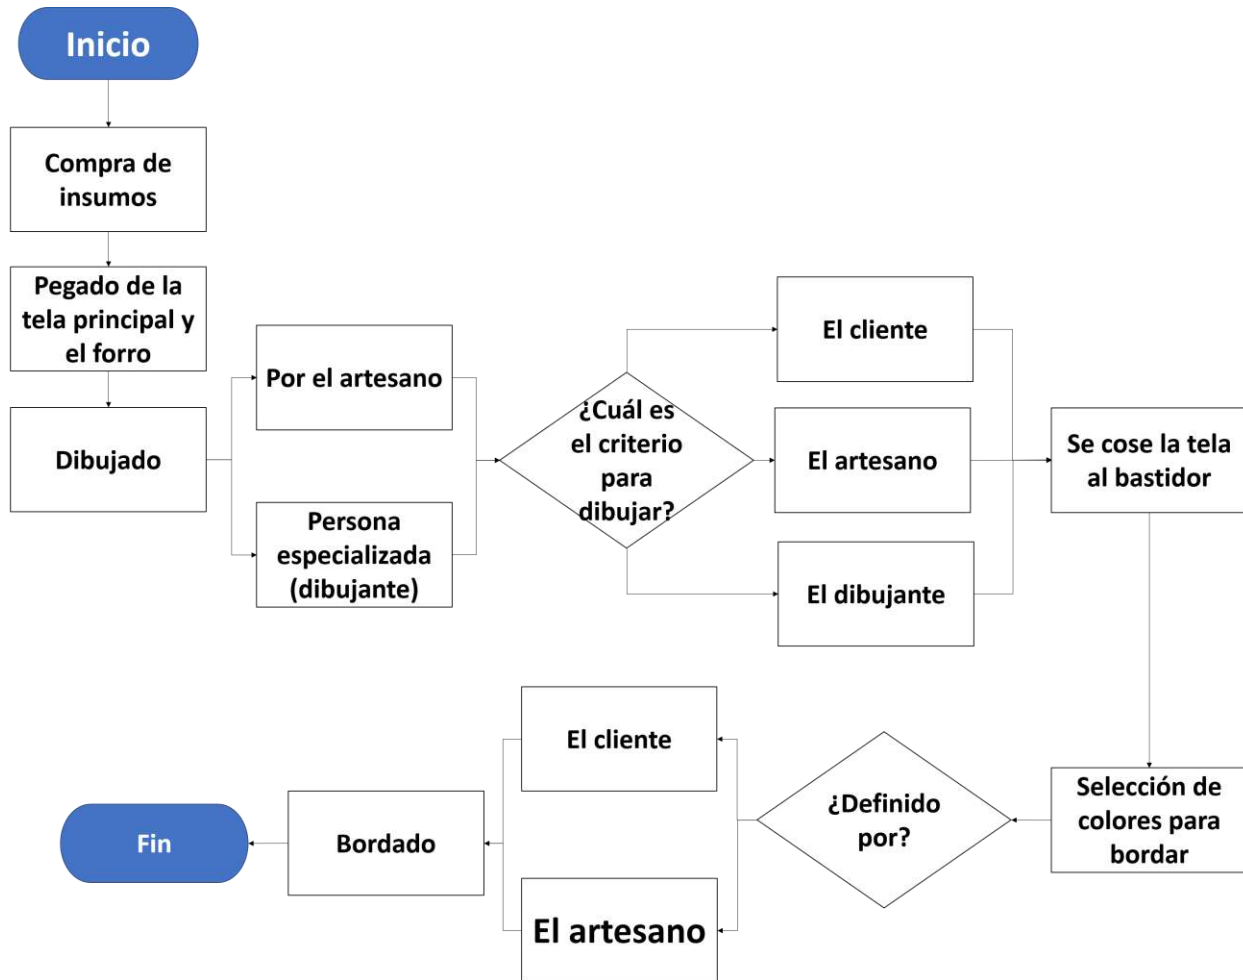 Inicio
Compra de
insumos
Pegado de la
tela principal y
el forro
Dibujado
Por el artesano
Persona
especializada
(dibujante)
¿Cuál es
el criterio
para
dibujar?
El cliente
El artesano
El dibujante
Se cose la tela
al bastidor
Selección de
colores para
bordar
¿Definido
por?
El cliente
El artesano
Bordado
Fin